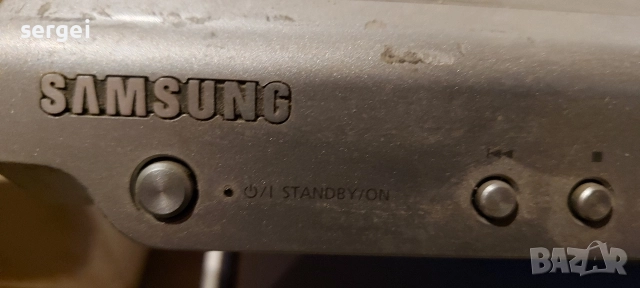 sergei
SAMSUNG
⏻/I STANDBY/ON
BAZAR